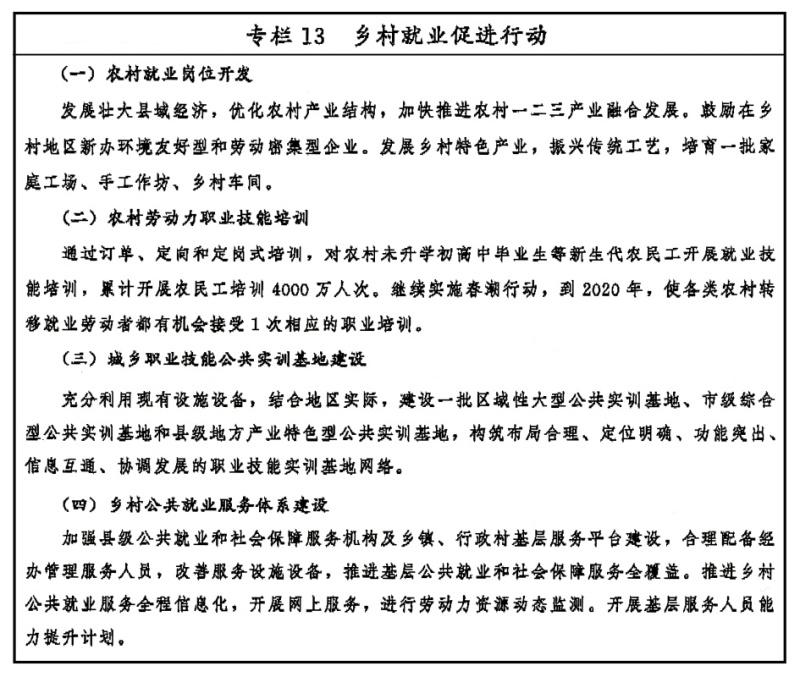 专栏 13 乡村就业促进行动
（一）农村就业岗位开发
发展壮大县域经济，优化农村产业结构，加快推进农村一二三产业融合发展。鼓励在乡
村地区新办环境友好型和劳动密集型企业。发展乡村特色产业，振兴传统工艺，培育一批家
庭工场、手工作坊、乡村车间。
（二）农村劳动力职业技能培训
通过订单、定向和定岗式培训，对农村未升学初高中毕业生等新生代农民工开展就业技
能培训，累计开展农民工培训 4000 万人次。继续实施春潮行动，到 2020 年，使各类农村转
移就业劳动者都有机会接受 1 次相应的职业培训。
（三）城乡职业技能公共实训基地建设
充分利用现有设施设备，结合地区实际，建设一批区域性大型公共实训基地、市级综合
型公共实训基地和县级地方产业特色型公共实训基地，构筑布局合理、定位明确、功能突出、
信息互通、协调发展的职业技能实训基地网络。
（四）乡村公共就业服务体系建设
加强县级公共就业和社会保障服务机构及乡镇、行政村基层服务平台建设，合理配备经
办管理服务人员，改善服务设施设备，推进基层公共就业和社会保障服务全覆盖。推进乡村
公共就业服务全程信息化，开展网上服务，进行劳动力资源动态监测。开展基层服务人员能
力提升计划。